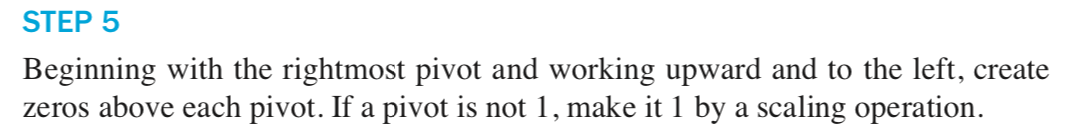 STEP 5
Beginning with the rightmost pivot and working upward and to the left, create
zeros above each pivot. If a pivot is not 1, make it 1 by a scaling operation.